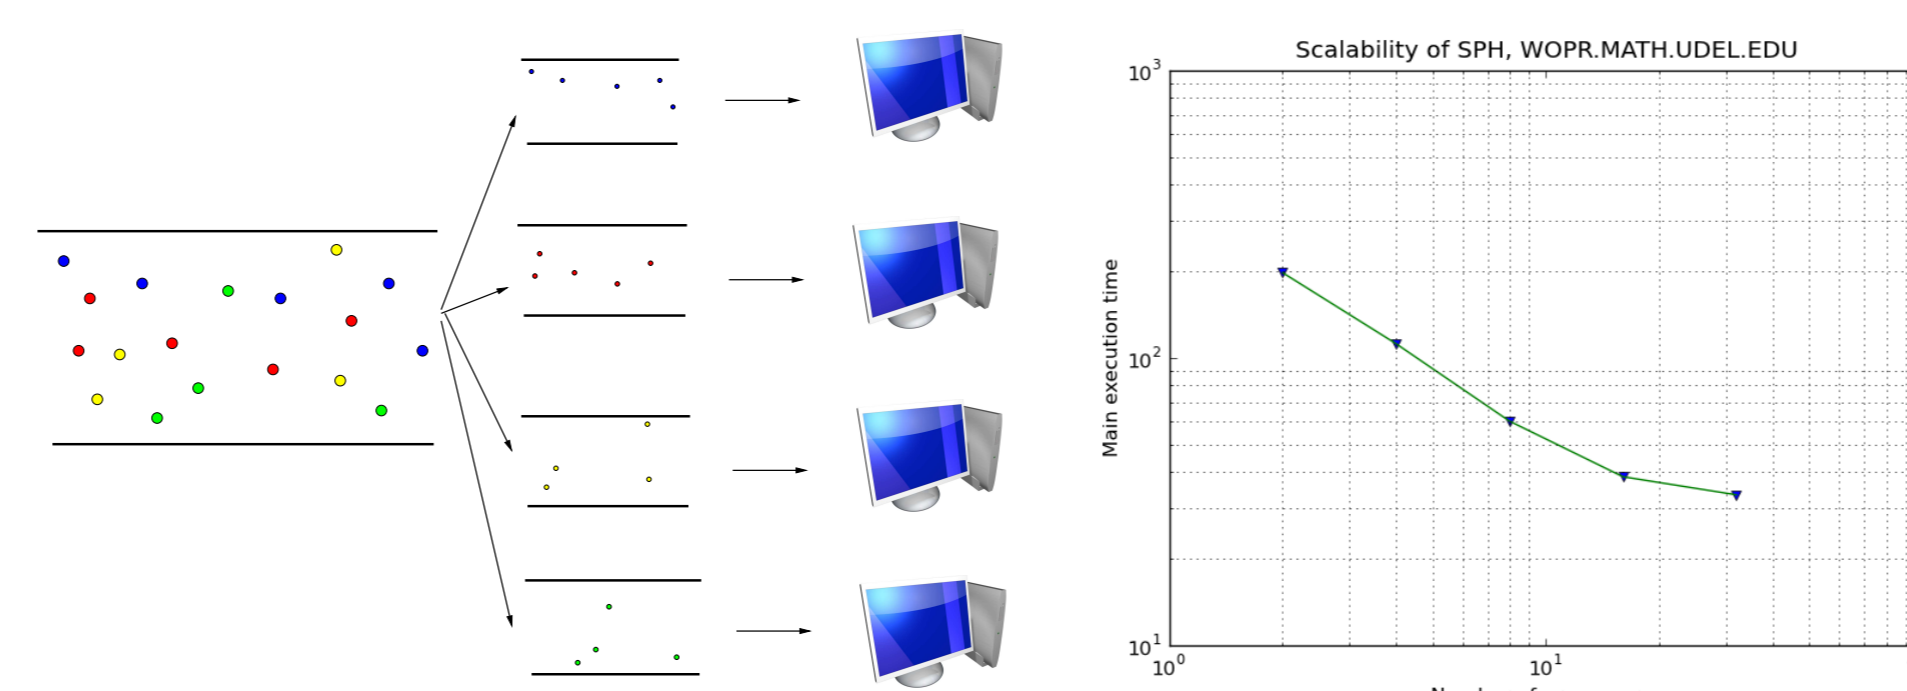 Scalability of SPH, WOPR.MATH.UDEL.EDU
10³
10²
10¹
Main execution time
10⁰
10¹